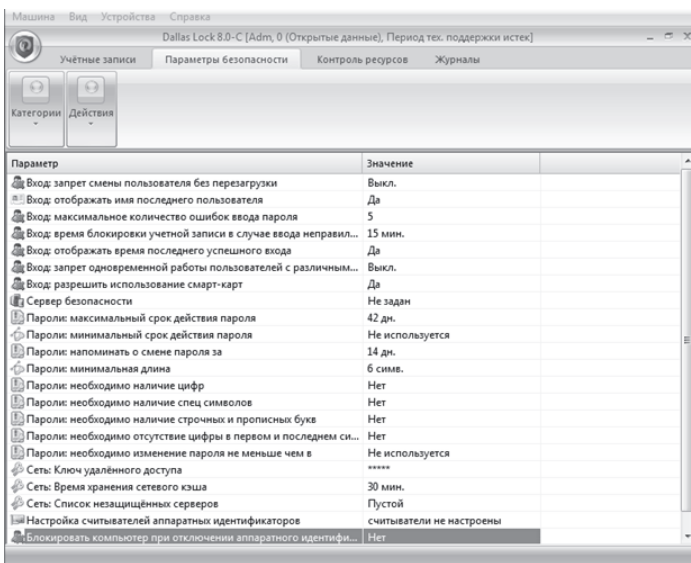 Машина Вид Устройства Справка
Dallas Lock 8.0-C [Adm, 0 (Открытые данные), Период тех. поддержки истек]
Учётные записи Параметры безопасности Контроль ресурсов Журналы
Категории Действия
Параметр Значение
Вход: запрет смены пользователя без перезагрузки Выкл.
Вход: отображать имя последнего пользователя Да
Вход: максимальное количество ошибок ввода пароля 5
Вход: время блокировки учетной записи в случае ввода неправил... 15 мин.
Вход: отображать время последнего успешного входа Да
Вход: запрет одновременной работы пользователей с различным... Выкл.
Вход: разрешить использование смарт-карт Да
Сервер безопасности Не задан
Пароли: максимальный срок действия пароля 42 дн.
Пароли: минимальный срок действия пароля Не используется
Пароли: напоминать о смене пароля за 14 дн.
Пароли: минимальная длина 6 симв.
Пароли: необходимо наличие цифр Нет
Пароли: необходимо наличие спец символов Нет
Пароли: необходимо наличие строчных и прописных букв Нет
Пароли: необходимо отсутствие цифры в первом и последнем си... Нет
Пароли: необходимо изменение пароля не меньше чем в Не используется
Сеть: Ключ удалённого доступа *****
Сеть: Время хранения сетевого кэша 30 мин.
Сеть: Список незащищённых серверов Пустой
Настройка считывателей аппаратных идентификаторов считыватели не настроены
Блокировать компьютер при отключении аппаратного идентифи... Нет